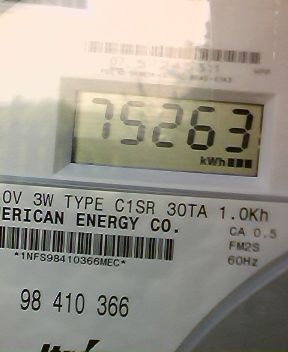 75263
kWh
0V 3W TYPE C1SR 30TA 1.0Kh
ERICAN ENERGY CO.
CA 0.5
FM2S
*1NFS98410366MEC*
60Hz
98 410 366